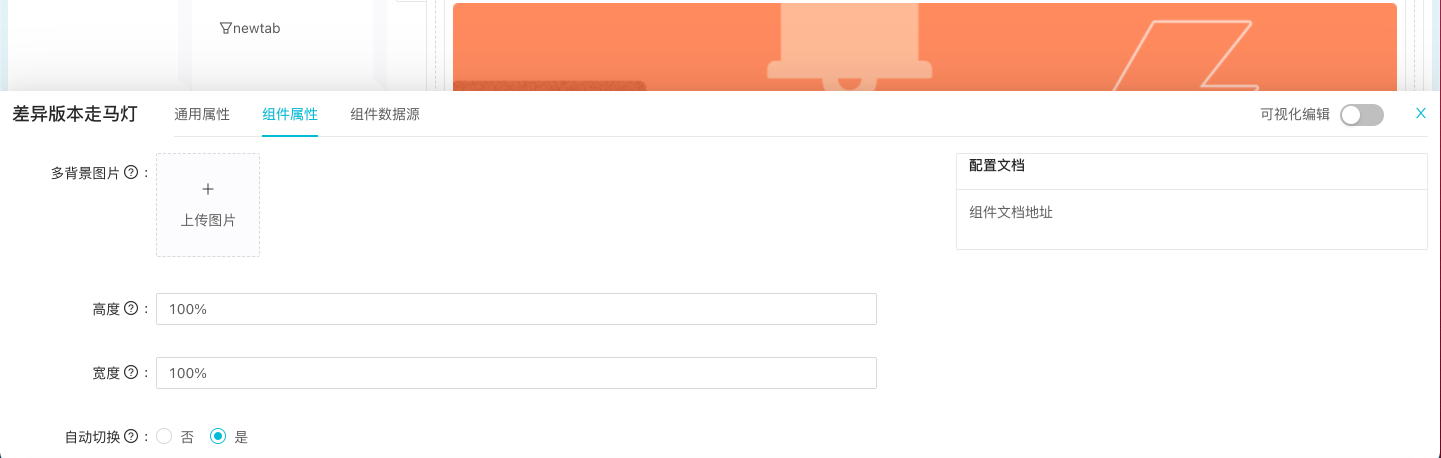 newtab
差异版本走马灯 通用属性 组件属性 组件数据源 可视化编辑 X
多背景图片 ? :
+
上传图片
配置文档
组件文档地址
高度 ? : 100%
宽度 ? : 100%
自动切换 ? : 否 是